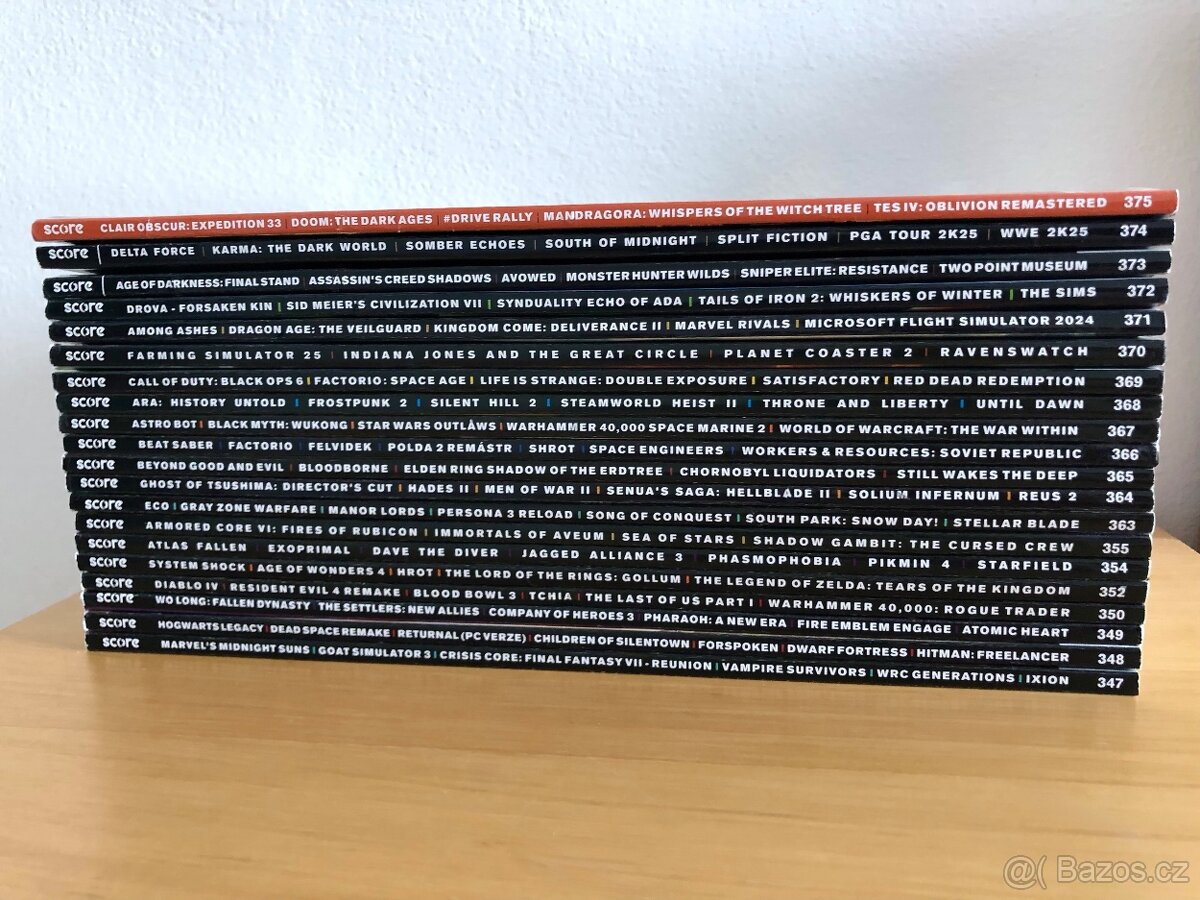 score CLAIR OBSCUR: EXPEDITION 33 | DOOM: THE DARK AGES | #DRIVE RALLY | MANDRAGORA: WHISPERS OF THE WITCH TREE | TES IV: OBLIVION REMASTERED 375
score | DELTA FORCE | KARMA: THE DARK WORLD | SOMBER ECHOES | SOUTH OF MIDNIGHT | SPLIT FICTION | PGA TOUR 2K25 | WWE 2K25 374
score | AGE OF DARKNESS: FINAL STAND | ASSASSIN'S CREED SHADOWS | AVOWED | MONSTER HUNTER WILDS | SNIPER ELITE: RESISTANCE | TWO POINT MUSEUM 373
score DROVA - FORSAKEN KIN | SID MEIER'S CIVILIZATION VII | SYNDUALITY ECHO OF ADA | TAILS OF IRON 2: WHISKERS OF WINTER | THE SIMS 372
score AMONG ASHES | DRAGON AGE: THE VEILGUARD | KINGDOM COME: DELIVERANCE II | MARVEL RIVALS | MICROSOFT FLIGHT SIMULATOR 2024 371
score FARMING SIMULATOR 25 | INDIANA JONES AND THE GREAT CIRCLE | PLANET COASTER 2 | RAVENSWATCH 370
score CALL OF DUTY: BLACK OPS 6 | FACTORIO: SPACE AGE | LIFE IS STRANGE: DOUBLE EXPOSURE | SATISFACTORY | RED DEAD REDEMPTION 369
score ARA: HISTORY UNTOLD | FROSTPUNK 2 | SILENT HILL 2 | STEAMWORLD HEIST II | THRONE AND LIBERTY | UNTIL DAWN 368
score ASTRO BOT | BLACK MYTH: WUKONG | STAR WARS OUTLAWS | WARHAMMER 40,000 SPACE MARINE 2 | WORLD OF WARCRAFT: THE WAR WITHIN 367
score BEAT SABER | FACTORIO | FELVIDEK | POLDA 2 REMÁSTR | SHROT | SPACE ENGINEERS | WORKERS & RESOURCES: SOVIET REPUBLIC 366
score BEYOND GOOD AND EVIL | BLOODBORNE | ELDEN RING SHADOW OF THE ERDTREE | CHORNOBYL LIQUIDATORS | STILL WAKES THE DEEP 365
score GHOST OF TSUSHIMA: DIRECTOR'S CUT | HADES II | MEN OF WAR II | SENUA'S SAGA: HELLBLADE II | SOLIUM INFERNUM | REUS 2 364
score ECO | GRAY ZONE WARFARE | MANOR LORDS | PERSONA 3 RELOAD | SONG OF CONQUEST | SOUTH PARK: SNOW DAY! | STELLAR BLADE 363
score ARMORED CORE VI: FIRES OF RUBICON | IMMORTALS OF AVEUM | SEA OF STARS | SHADOW GAMBIT: THE CURSED CREW 355
score ATLAS FALLEN | EXOPRIMAL | DAVE THE DIVER | JAGGED ALLIANCE 3 | PHASMOPHOBIA | PIKMIN 4 | STARFIELD 354
score SYSTEM SHOCK | AGE OF WONDERS 4 | HROT | THE LORD OF THE RINGS: GOLLUM | THE LEGEND OF ZELDA: TEARS OF THE KINGDOM 352
score DIABLO IV | RESIDENT EVIL 4 REMAKE | BLOOD BOWL 3 | TCHIA | THE LAST OF US PART I | WARHAMMER 40,000: ROGUE TRADER 350
score WO LONG: FALLEN DYNASTY | THE SETTLERS: NEW ALLIES | COMPANY OF HEROES 3 | PHARAOH: A NEW ERA | FIRE EMBLEM ENGAGE | ATOMIC HEART 349
score HOGWARTS LEGACY | DEAD SPACE REMAKE | RETURNAL (PC VERZE) | CHILDREN OF SILENTOWN | FORSPOKEN | DWARF FORTRESS | HITMAN: FREELANCER 348
score MARVEL'S MIDNIGHT SUNS | GOAT SIMULATOR 3 | CRISIS CORE: FINAL FANTASY VII - REUNION | VAMPIRE SURVIVORS | WRC GENERATIONS | IXION 347
@( Bazos.cz